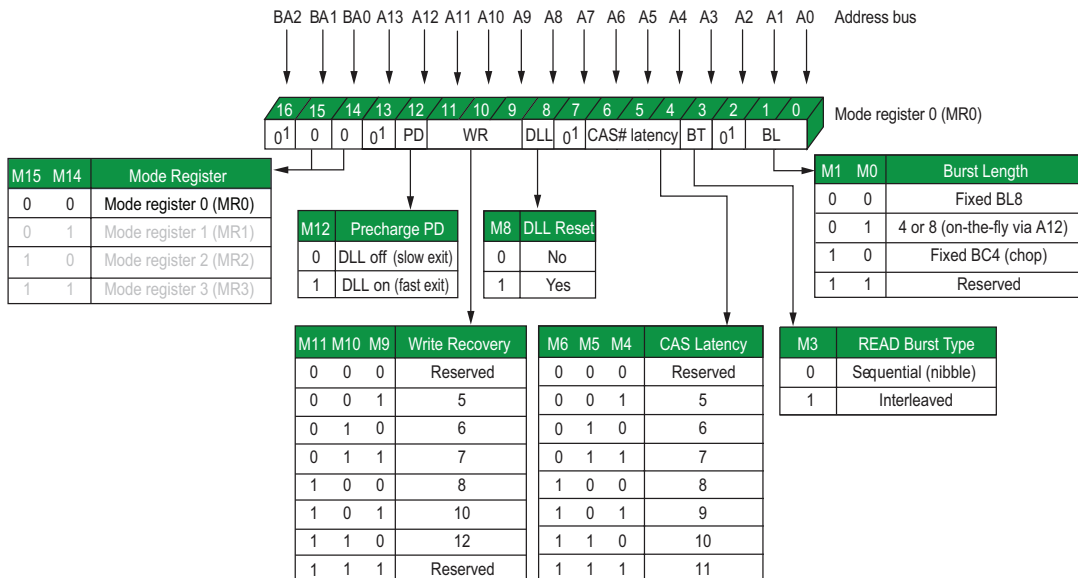 BA2 BA1 BA0 A13 A12 A11 A10 A9 A8 A7 A6 A5 A4 A3 A2 A1 A0 Address bus
16 15 14 13 12 11 10 9 8 7 6 5 4 3 2 1 0
Mode register 0 (MR0)
0¹ 0 0 0¹ PD WR DLL 0¹ CAS# latency BT 0¹ BL
M15 M14 Mode Register
0 0 Mode register 0 (MR0)
0 1 Mode register 1 (MR1)
1 0 Mode register 2 (MR2)
1 1 Mode register 3 (MR3)
M12 Precharge PD
0 DLL off (slow exit)
1 DLL on (fast exit)
M8 DLL Reset
0 No
1 Yes
M1 M0 Burst Length
0 0 Fixed BL8
0 1 4 or 8 (on-the-fly via A12)
1 0 Fixed BC4 (chop)
1 1 Reserved
M11 M10 M9 Write Recovery
0 0 0 Reserved
0 0 1 5
0 1 0 6
0 1 1 7
1 0 0 8
1 0 1 10
1 1 0 12
1 1 1 Reserved
M6 M5 M4 CAS Latency
0 0 0 Reserved
0 0 1 5
0 1 0 6
0 1 1 7
1 0 0 8
1 0 1 9
1 1 0 10
1 1 1 11
M3 READ Burst Type
0 Sequential (nibble)
1 Interleaved